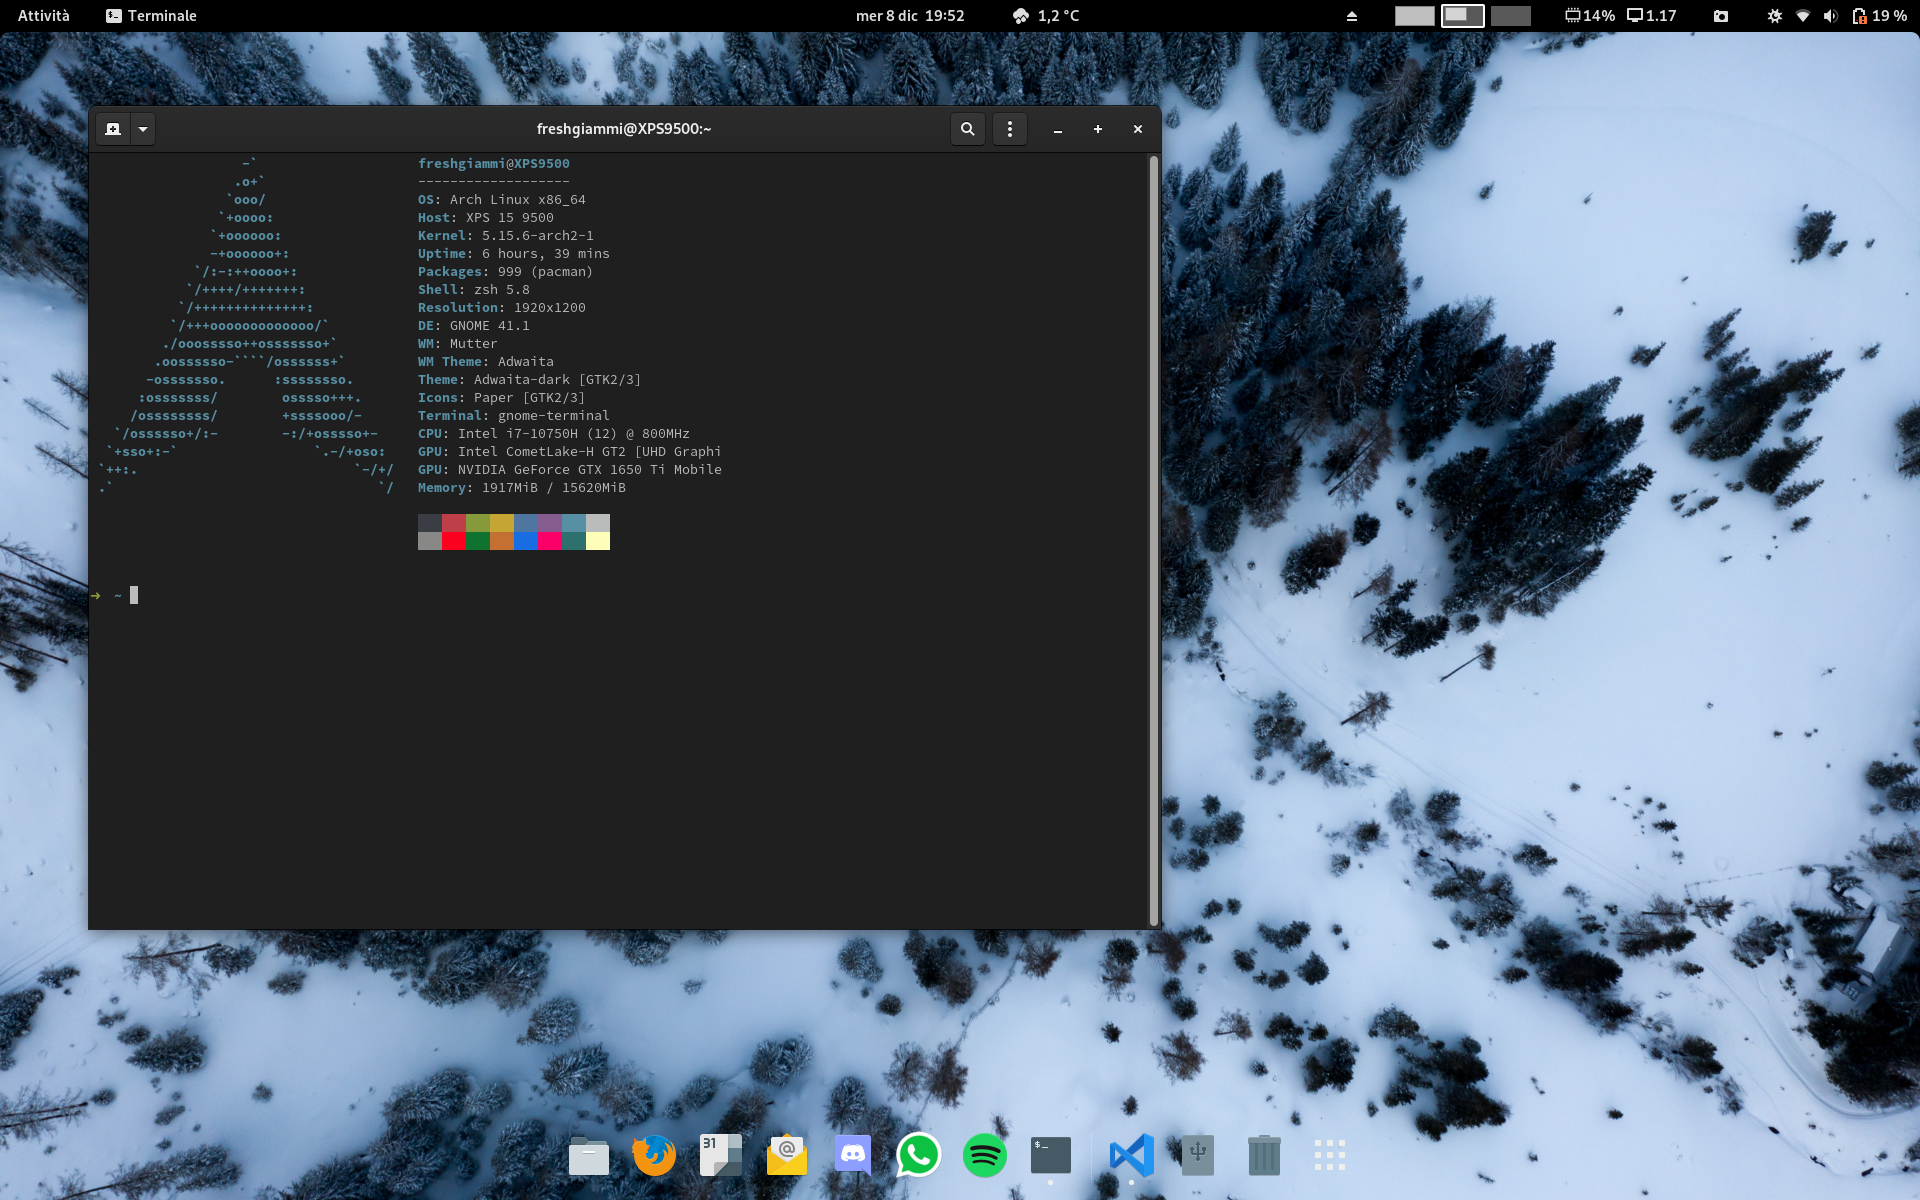 Attività Terminale mer 8 dic 19:52 1,2 °C 14% 1.17 19 %
freshgiammi@XPS9500:~
-`
.o+`
`ooo/
`+oooo:
`+oooooo:
-+oooooo+:
`/:-:++oooo+:
`/++++/+++++++:
`/++++++++++++++:
`/+++ooooooooooooo/`
./ooosssso++osssssso+`
.oossssso-````/ossssss+`
-osssssso. :ssssssso.
:osssssss/ osssso+++.
/ossssssss/ +ssssooo/-
`/ossssso+/:- -:/+osssso+-
`+sso+:-` `.-/+oso:
`++:. `-/+/
.` `/
freshgiammi@XPS9500
-------------------
OS: Arch Linux x86_64
Host: XPS 15 9500
Kernel: 5.15.6-arch2-1
Uptime: 6 hours, 39 mins
Packages: 999 (pacman)
Shell: zsh 5.8
Resolution: 1920x1200
DE: GNOME 41.1
WM: Mutter
WM Theme: Adwaita
Theme: Adwaita-dark [GTK2/3]
Icons: Paper [GTK2/3]
Terminal: gnome-terminal
CPU: Intel i7-10750H (12) @ 800MHz
GPU: Intel CometLake-H GT2 [UHD Graphi
GPU: NVIDIA GeForce GTX 1650 Ti Mobile
Memory: 1917MiB / 15620MiB
➜ ~
31 @ $_